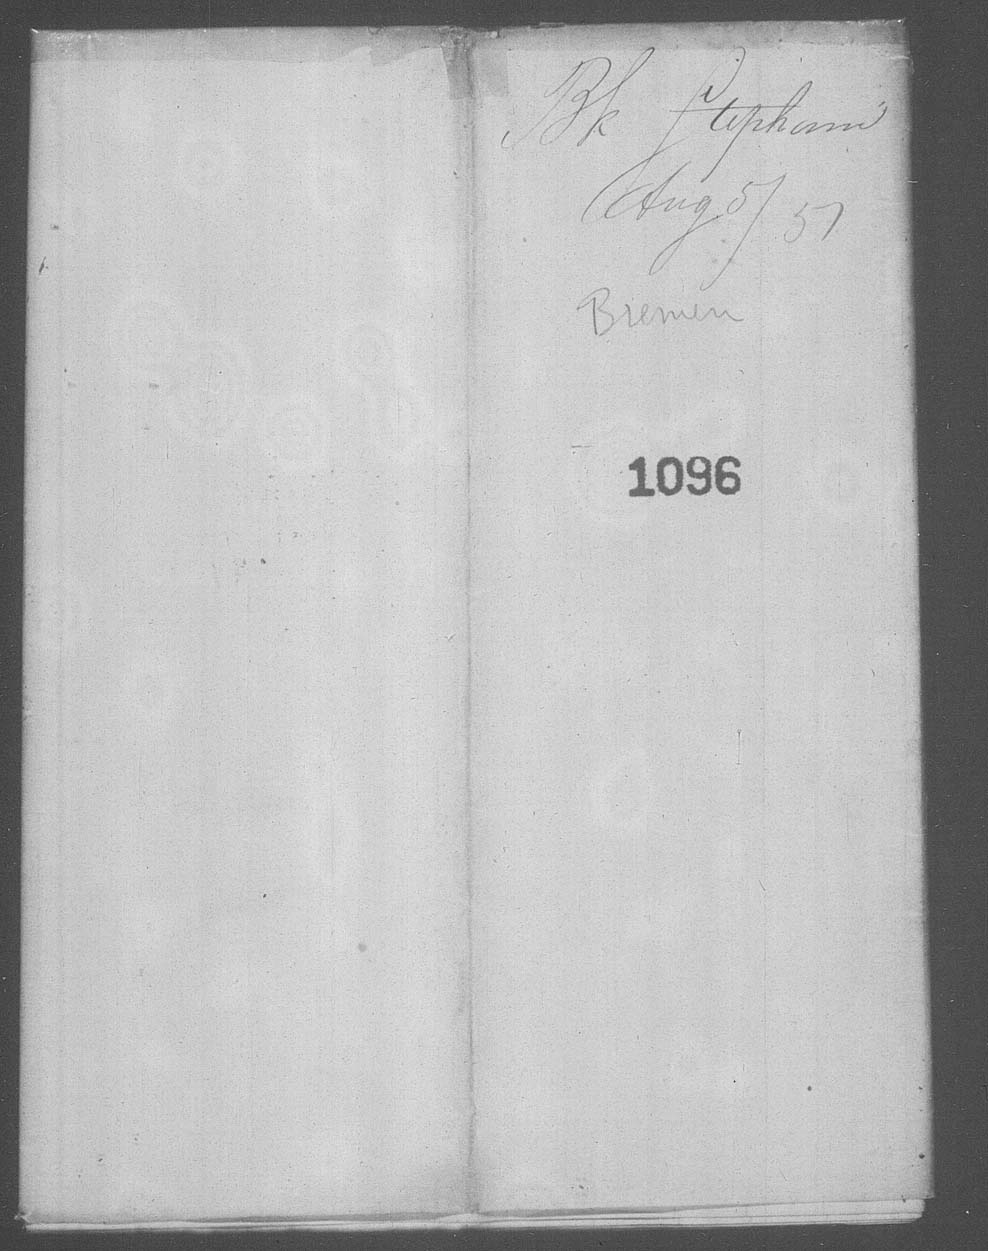 Bk Stephani
Aug 5/57
Bremen
1096